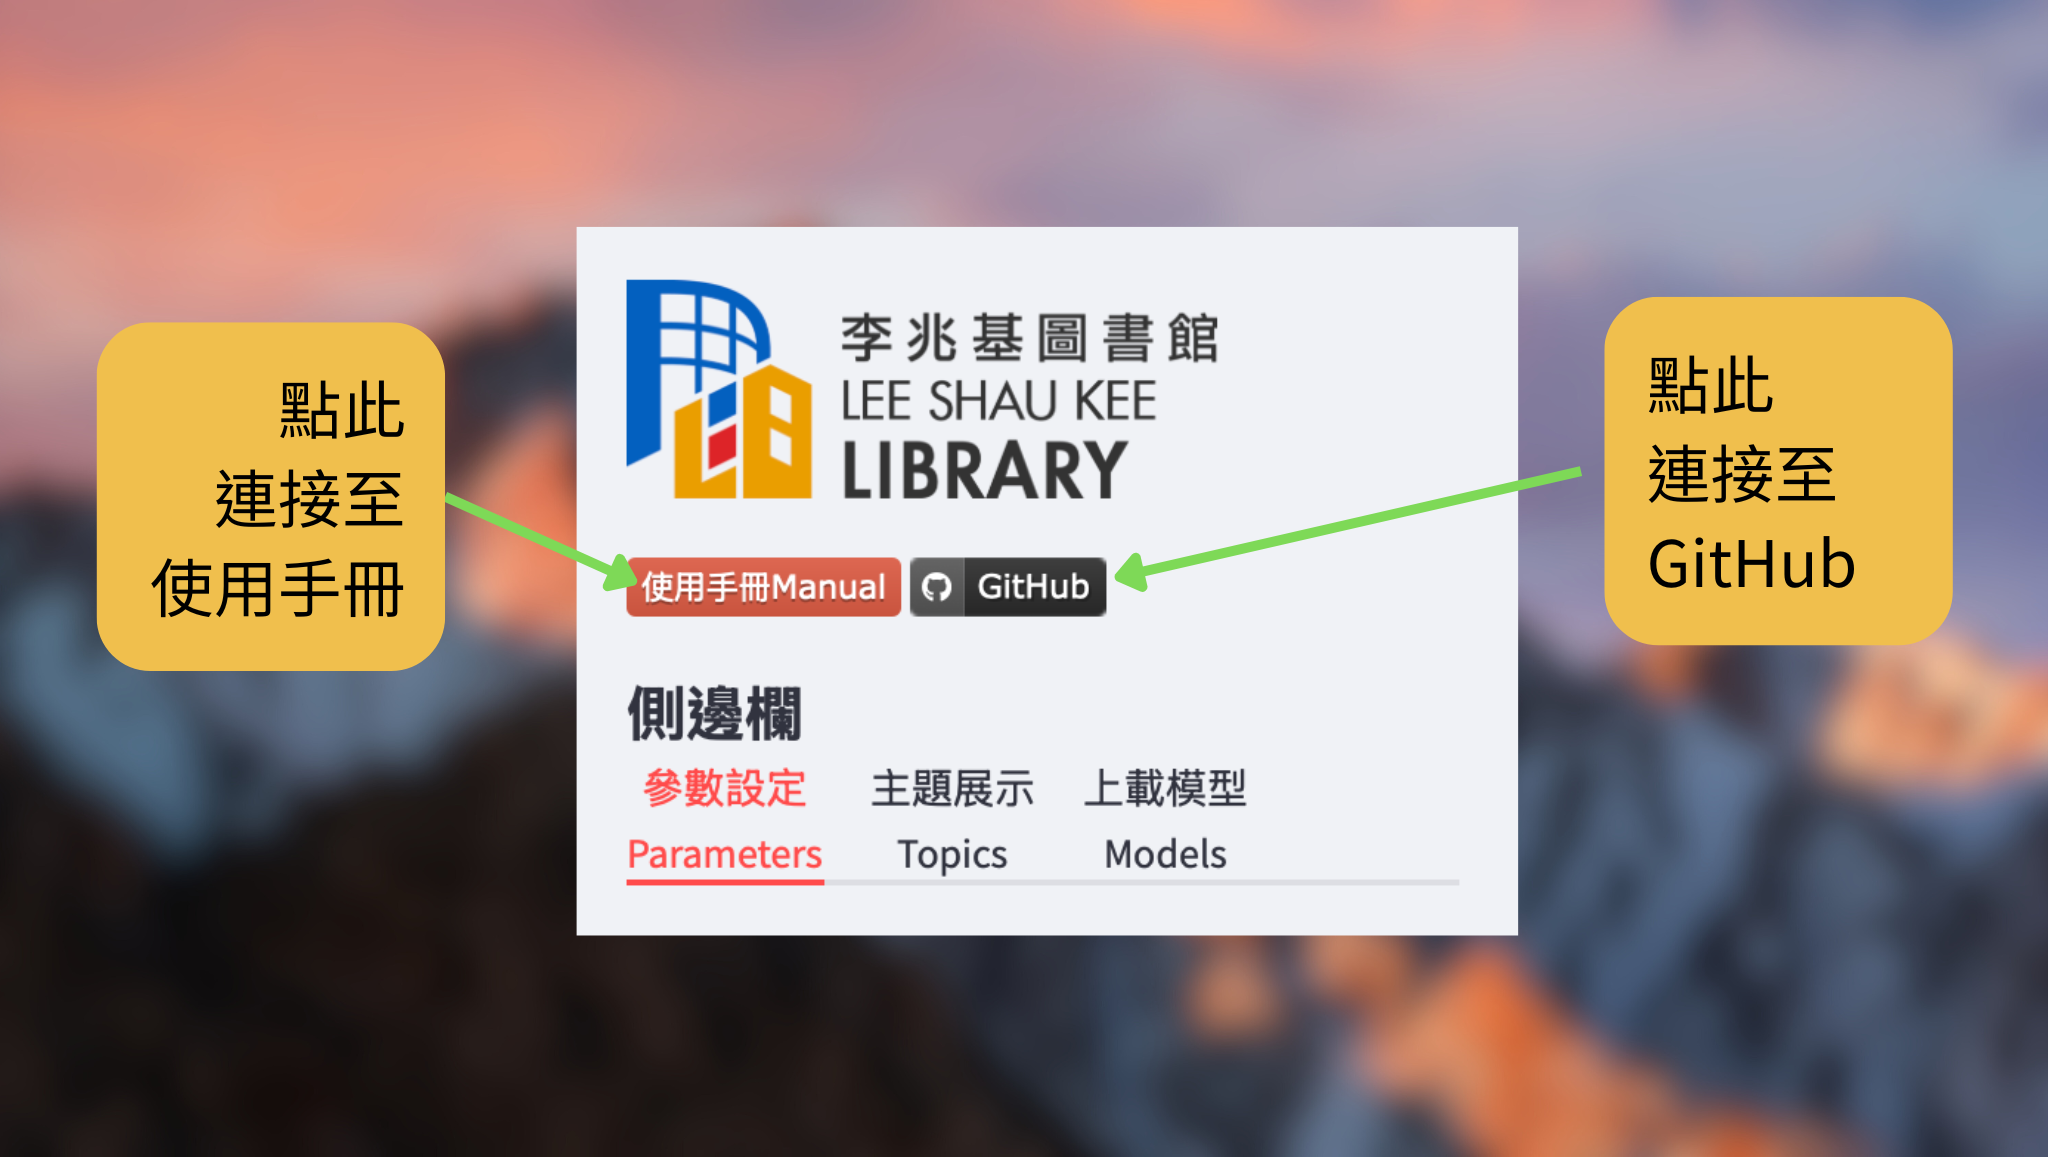 點此
連接至
使用手冊
李兆基圖書館
LEE SHAU KEE
LIBRARY
使用手冊Manual
GitHub
點此
連接至
GitHub
側邊欄
參數設定 主題展示 上載模型
Parameters Topics Models